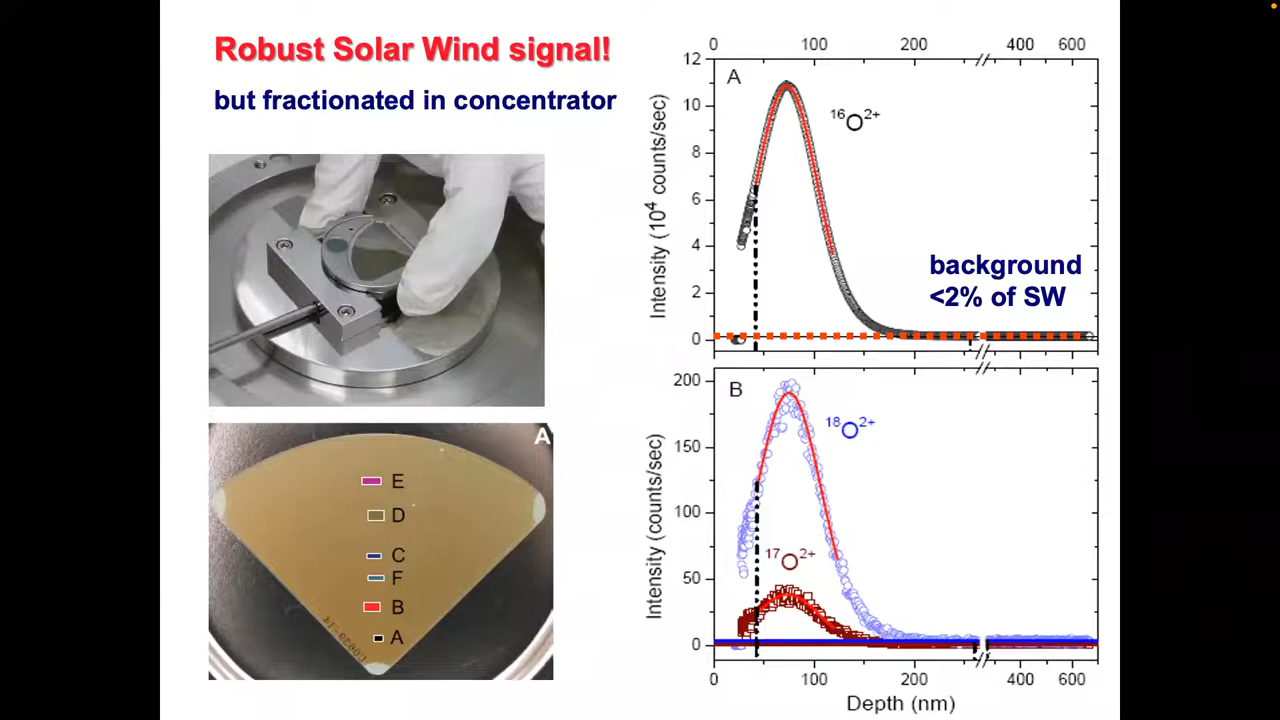 Robust Solar Wind signal!
but fractionated in concentrator
A
E
D
C
F
B
A
0 100 200 400 600
12
10
8
6
4
2
0
Intensity (10⁴ counts/sec)
A
¹⁶O²⁺
background
<2% of SW
200
150
100
50
0
Intensity (counts/sec)
B
¹⁸O²⁺
¹⁷O²⁺
0 100 200 400 600
Depth (nm)